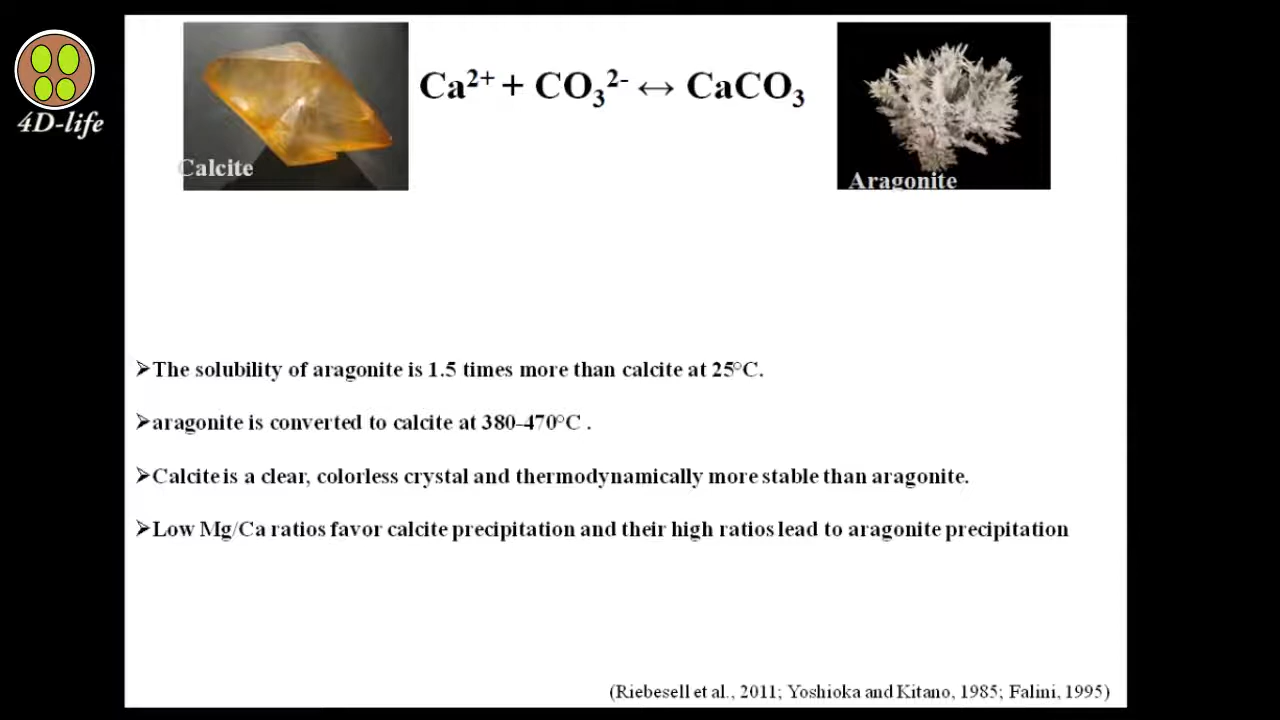 4D-life
Calcite
Ca²⁺ + CO₃²⁻ ↔ CaCO₃
Aragonite
➢The solubility of aragonite is 1.5 times more than calcite at 25°C.
➢aragonite is converted to calcite at 380-470°C .
➢Calcite is a clear, colorless crystal and thermodynamically more stable than aragonite.
➢Low Mg/Ca ratios favor calcite precipitation and their high ratios lead to aragonite precipitation
(Riebesell et al., 2011; Yoshioka and Kitano, 1985; Falini, 1995)